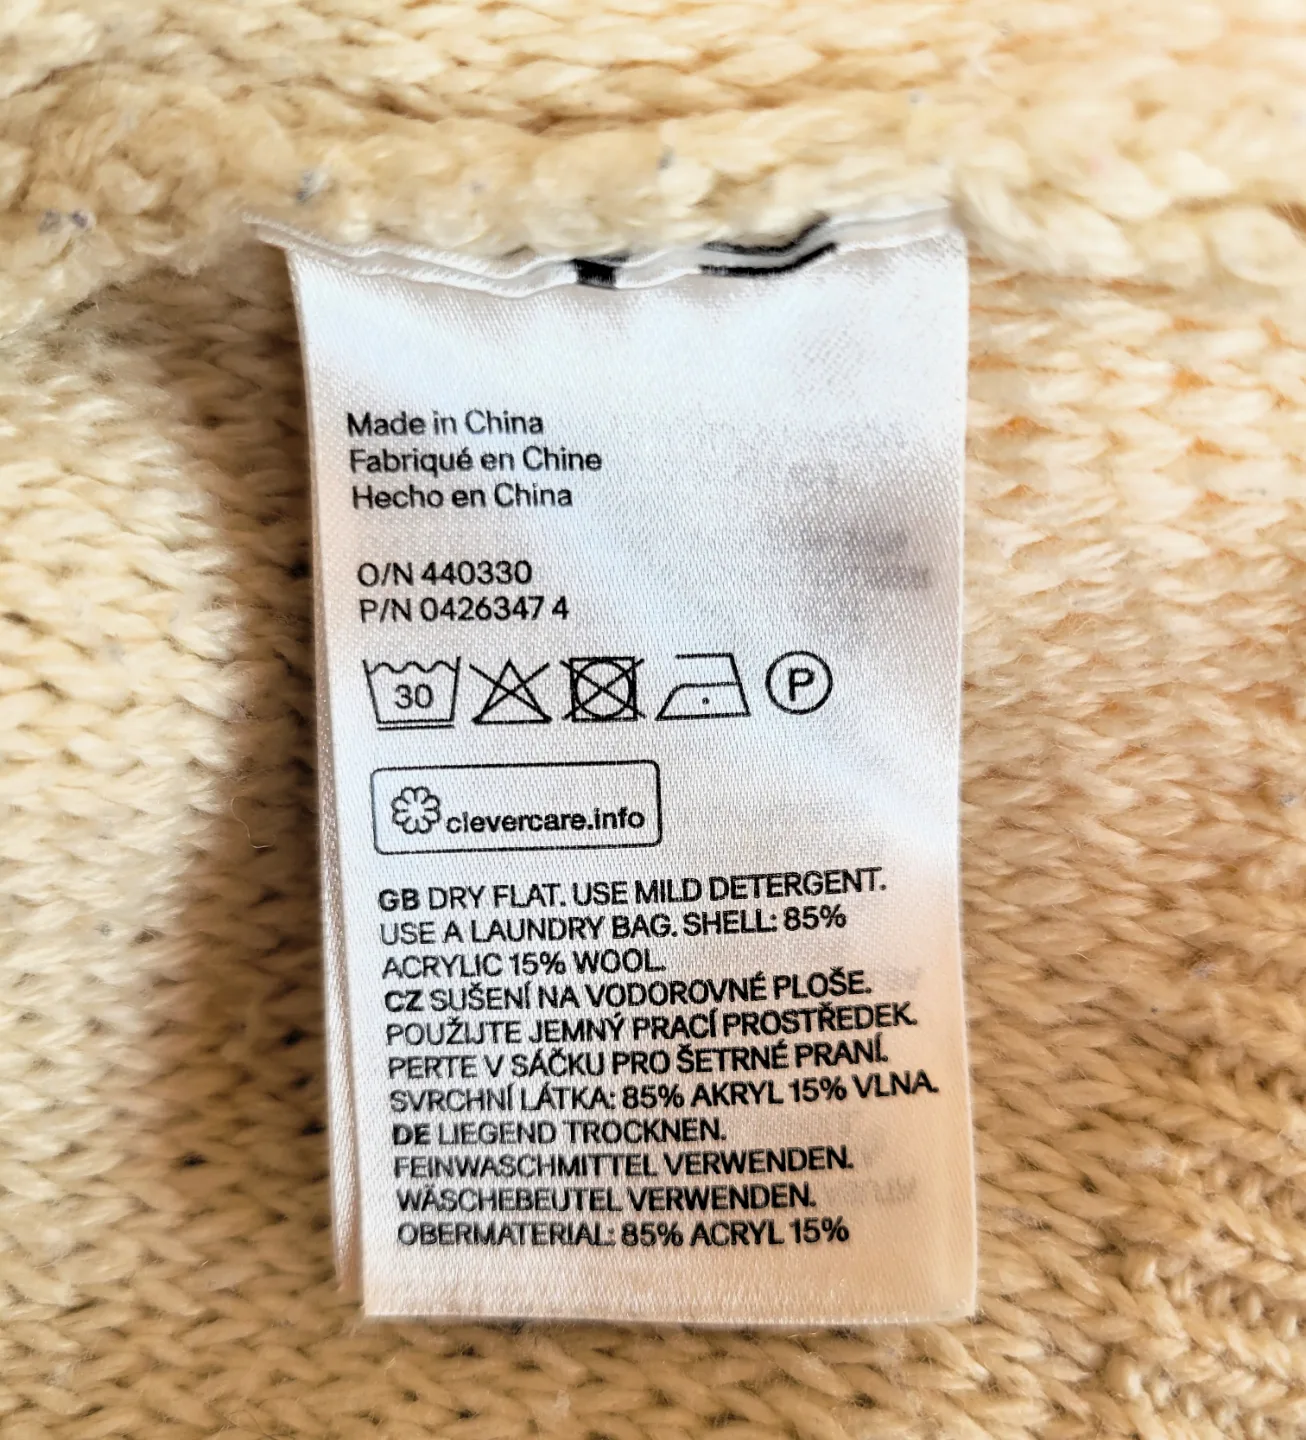 Made in China
Fabriqué en Chine
Hecho en China
O/N 440330
P/N 0426347 4
30 P
clevercare.info
GB DRY FLAT. USE MILD DETERGENT.
USE A LAUNDRY BAG. SHELL: 85%
ACRYLIC 15% WOOL.
CZ SUŠENÍ NA VODOROVNÉ PLOŠE.
POUŽIJTE JEMNÝ PRACÍ PROSTŘEDEK.
PERTE V SÁČKU PRO ŠETRNÉ PRANÍ.
SVRCHNÍ LÁTKA: 85% AKRYL 15% VLNA.
DE LIEGEND TROCKNEN.
FEINWASCHMITTEL VERWENDEN.
WÄSCHEBEUTEL VERWENDEN.
OBERMATERIAL: 85% ACRYL 15%